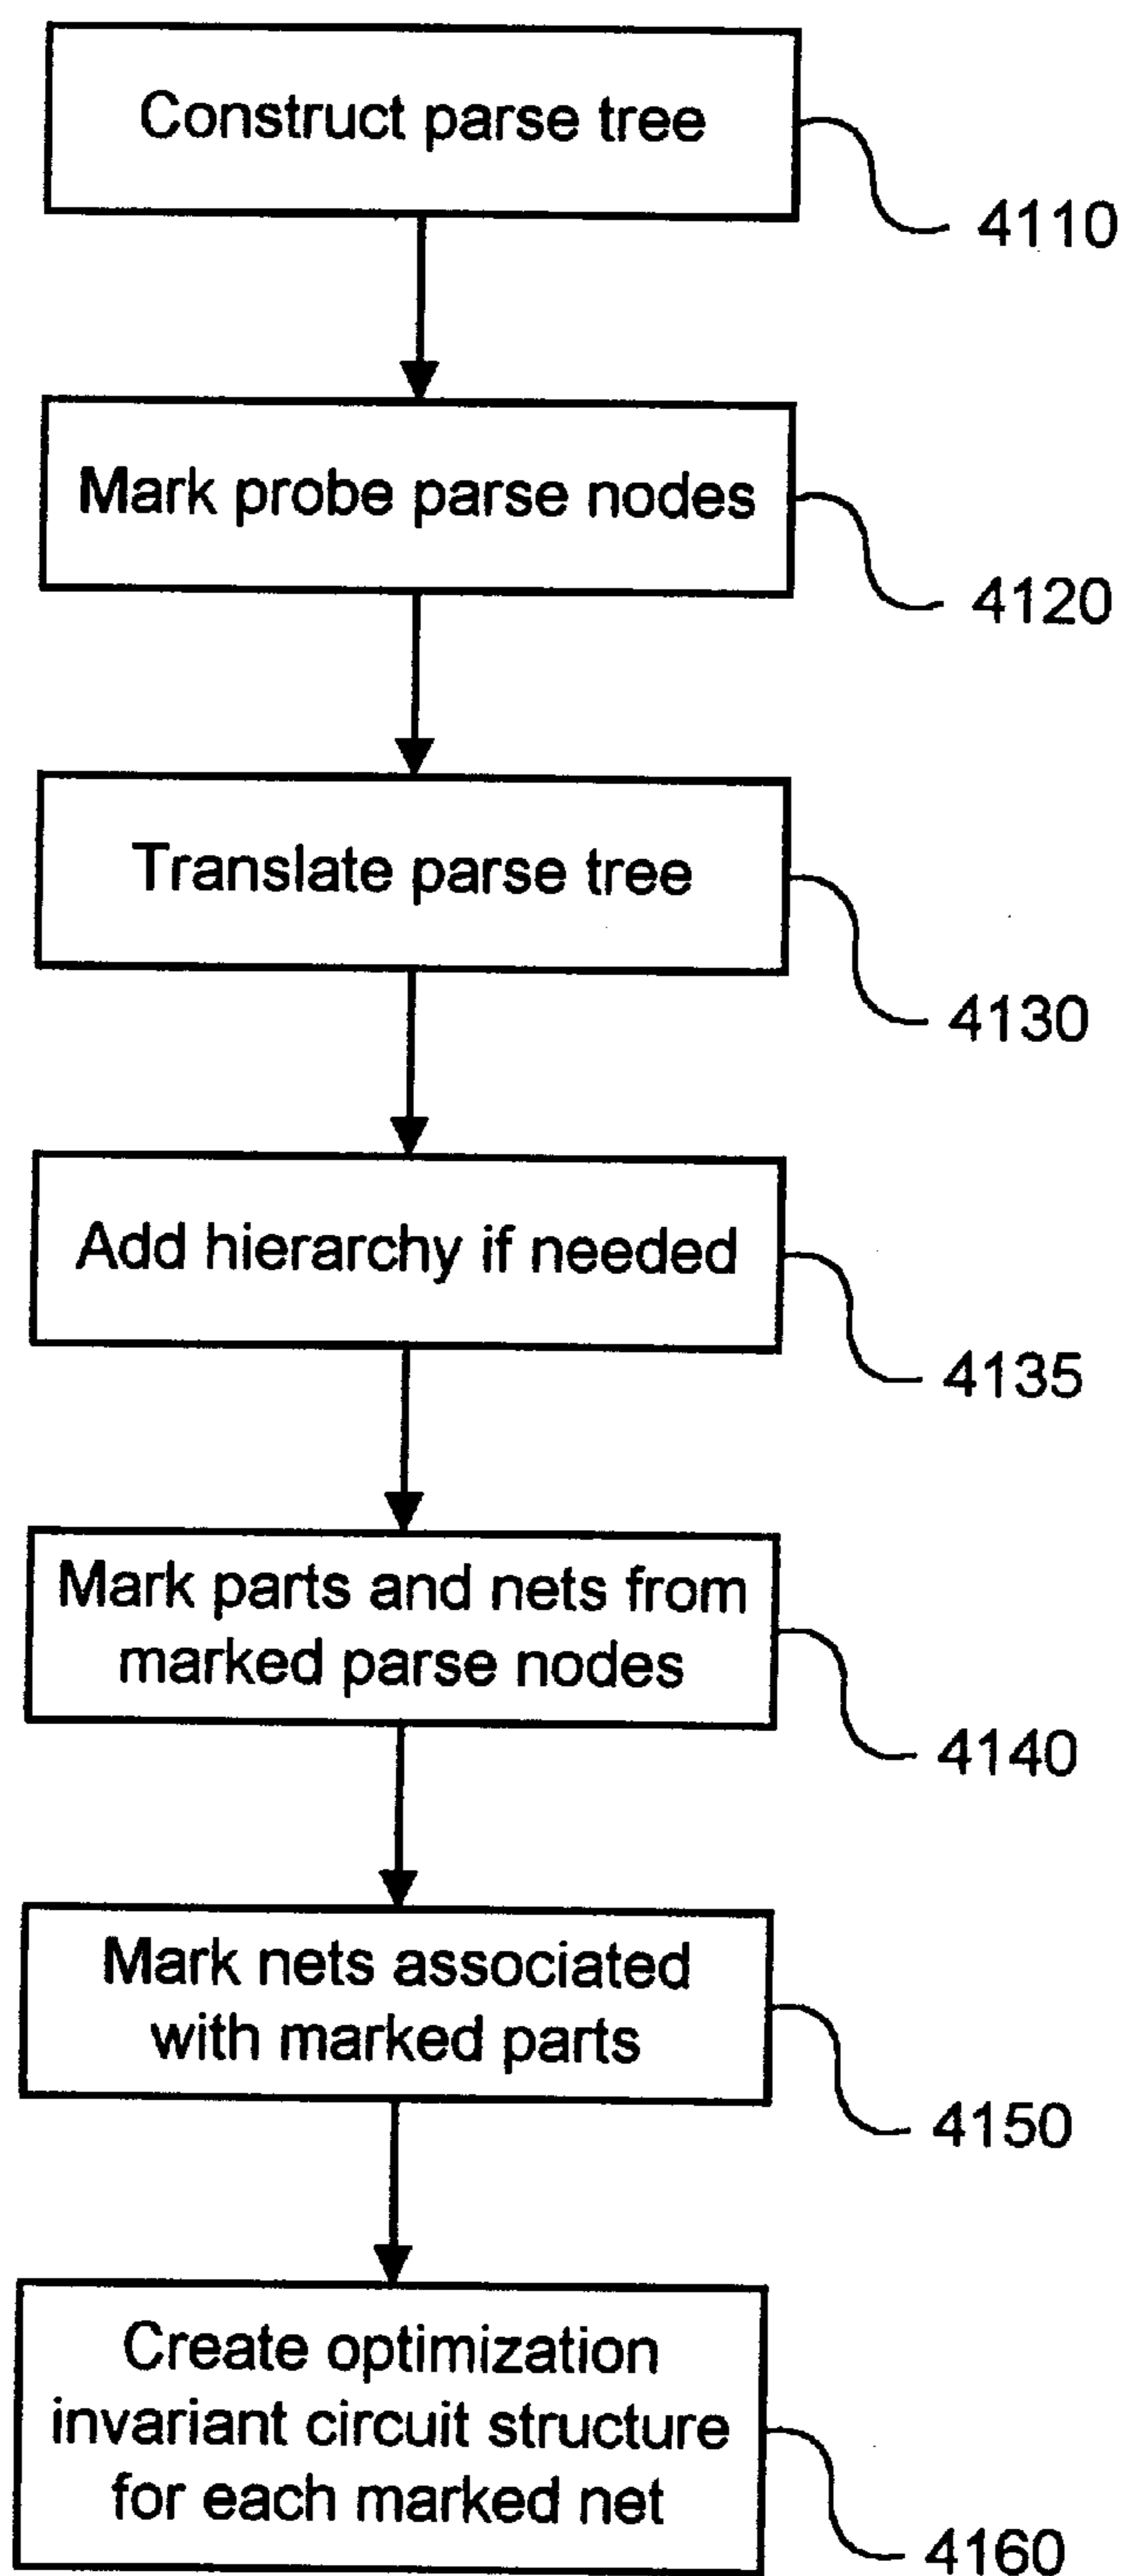 Construct parse tree
4110
Mark probe parse nodes
4120
Translate parse tree
4130
Add hierarchy if needed
4135
Mark parts and nets from
marked parse nodes
4140
Mark nets associated
with marked parts
4150
Create optimization
invariant circuit structure
for each marked net
4160